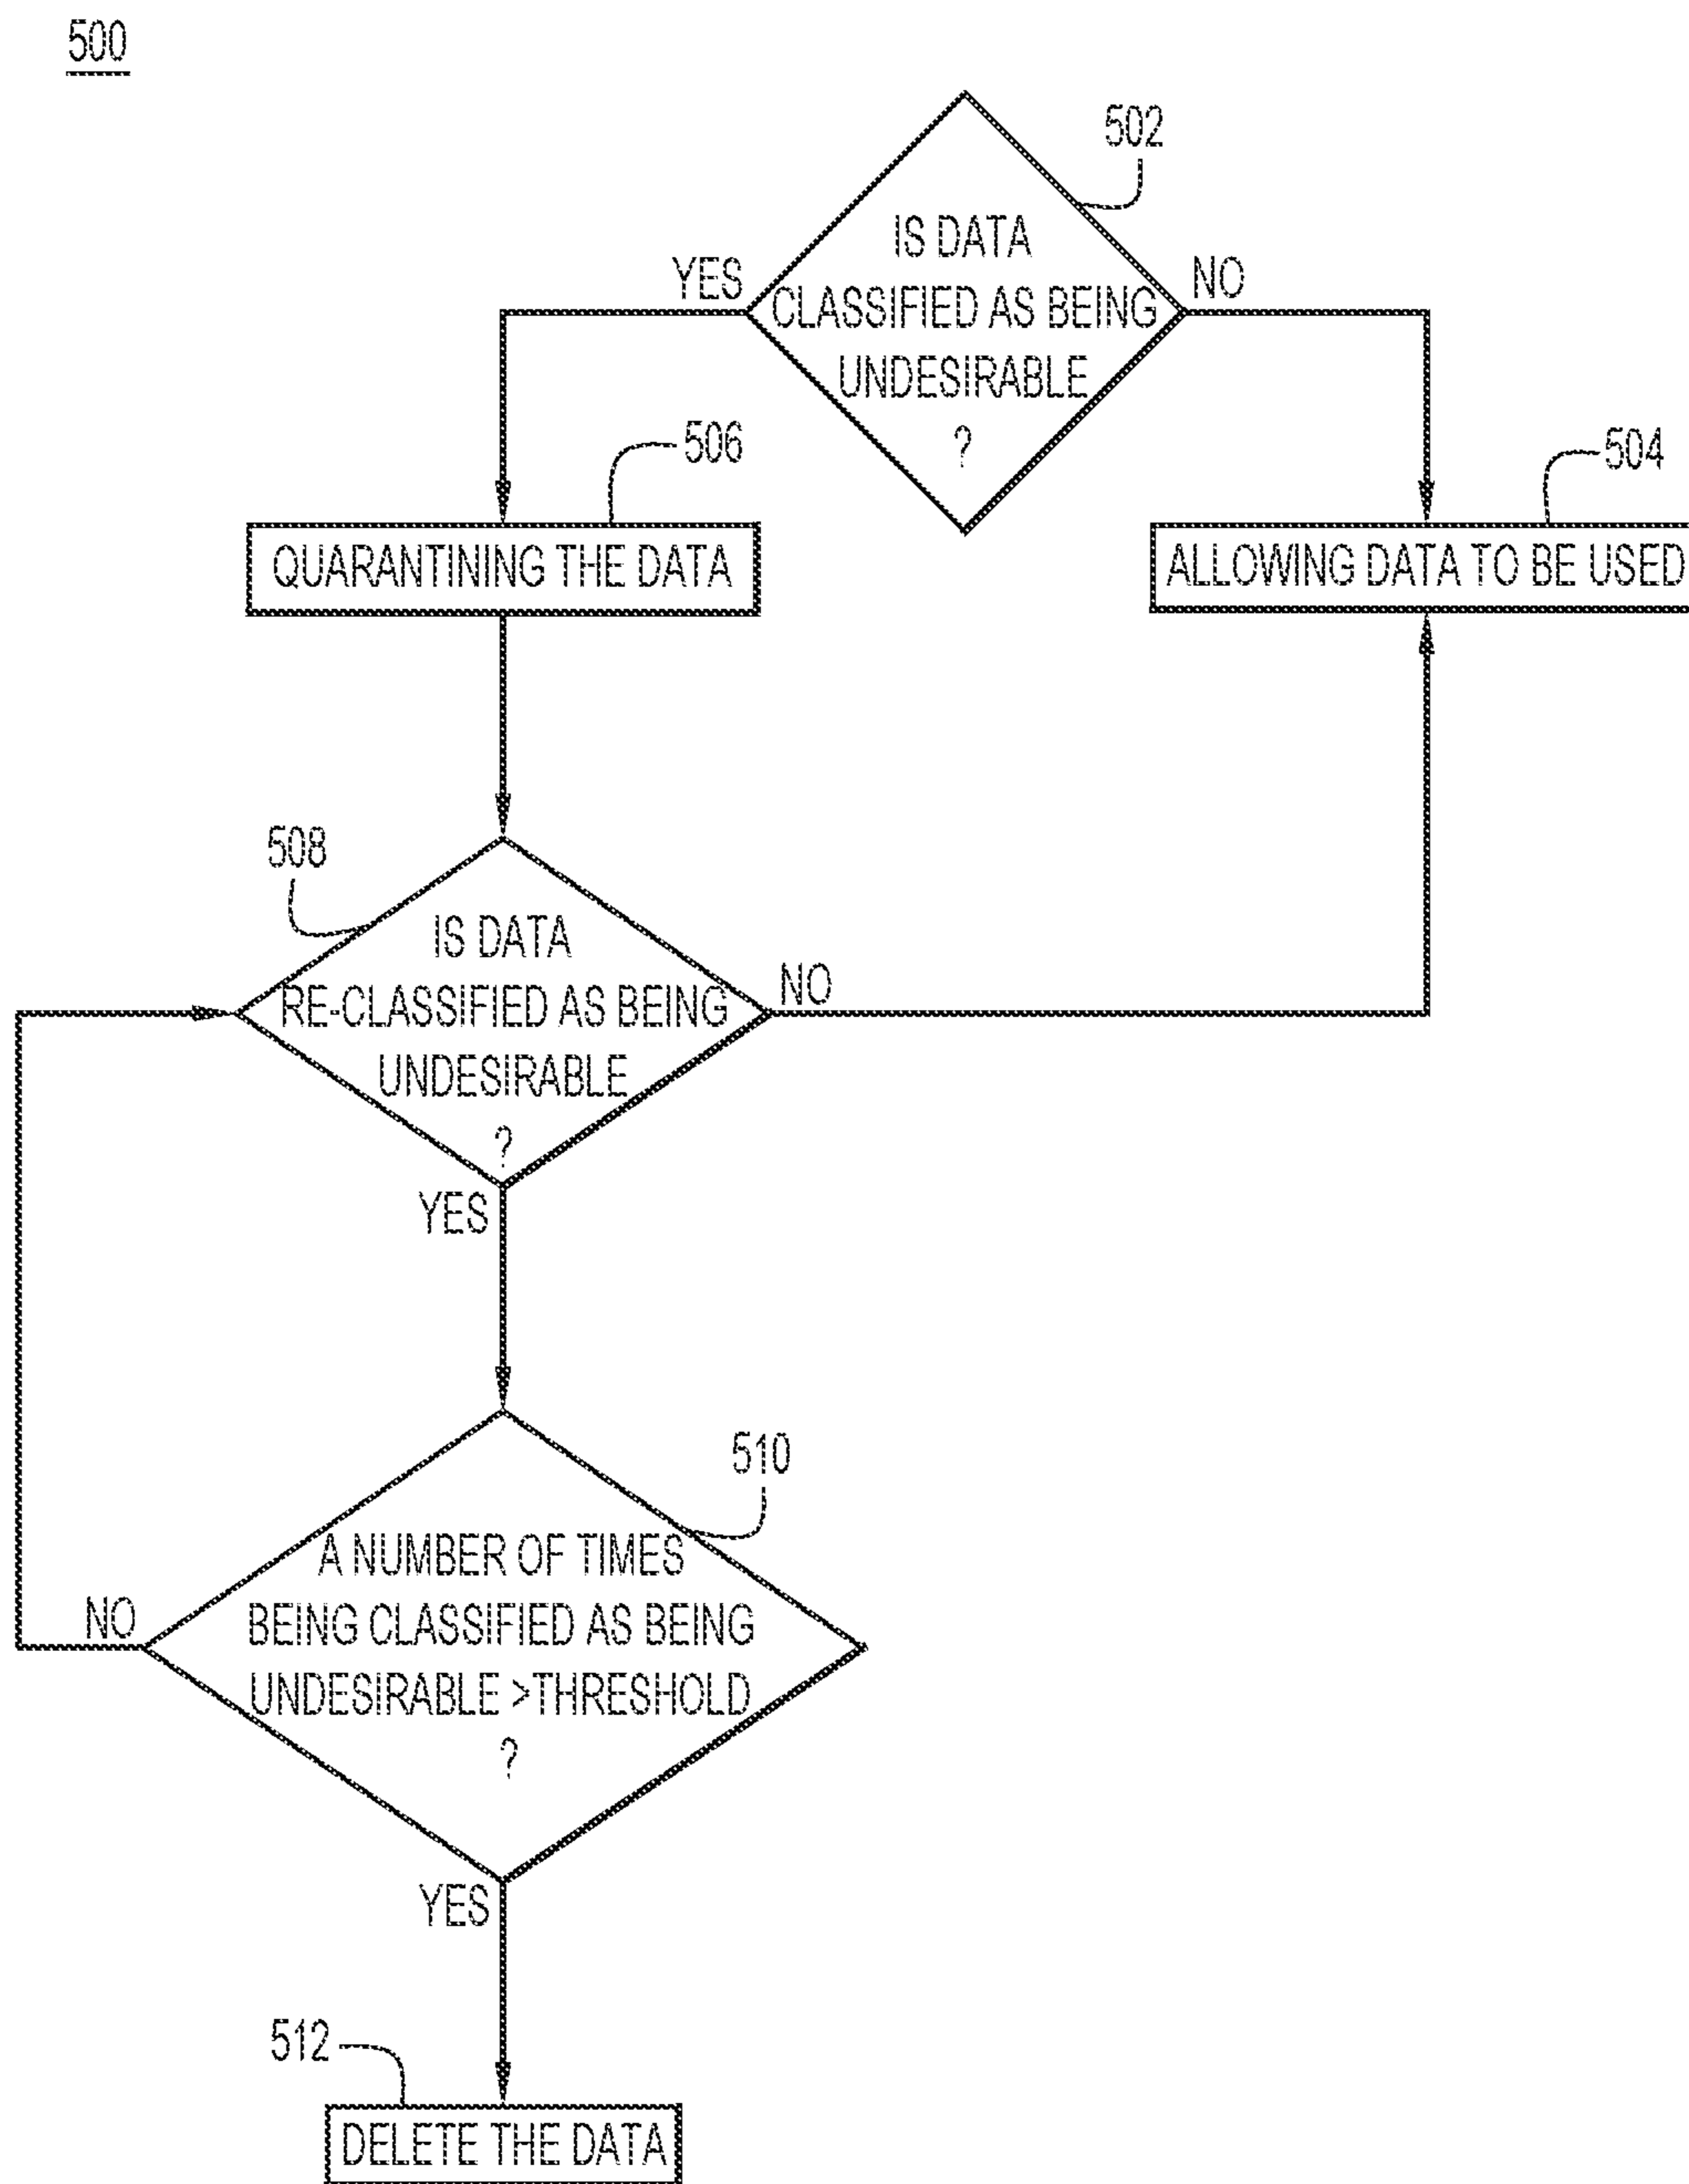 500
502
IS DATA
CLASSIFIED AS BEING
UNDESIRABLE
?
YES
NO
506
504
QUARANTINING THE DATA
ALLOWING DATA TO BE USED
508
IS DATA
RE-CLASSIFIED AS BEING
UNDESIRABLE
?
NO
YES
510
A NUMBER OF TIMES
BEING CLASSIFIED AS BEING
UNDESIRABLE >THRESHOLD
?
NO
YES
512
DELETE THE DATA